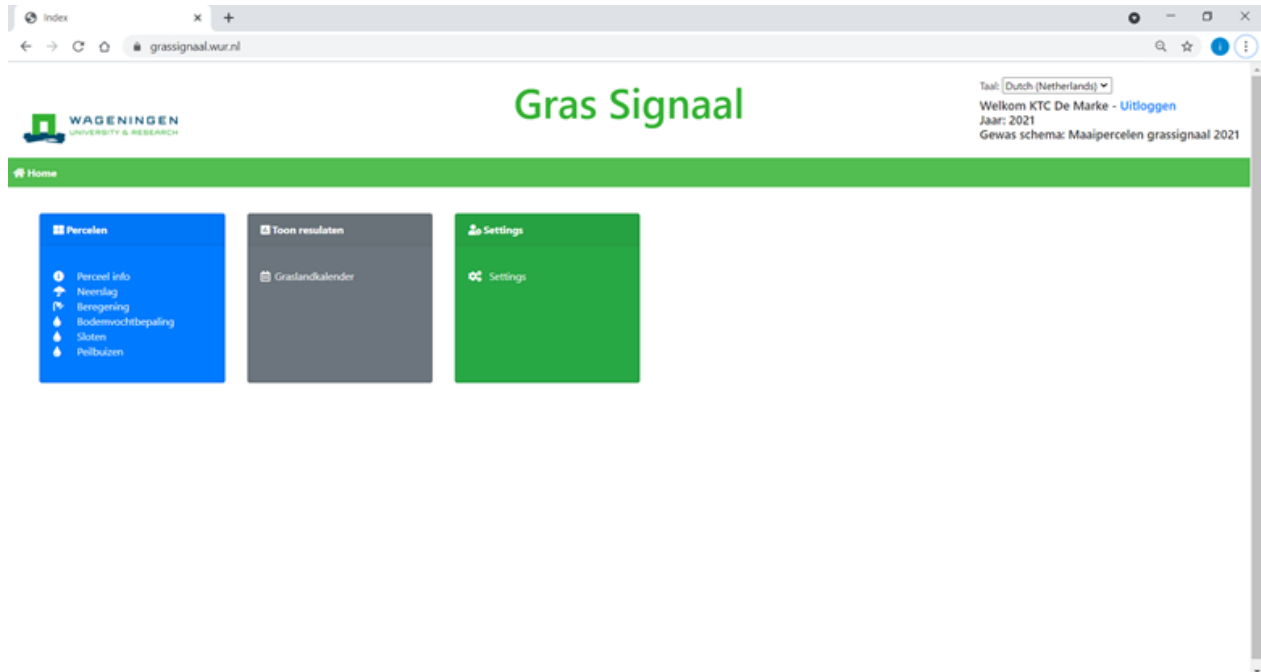 Index
grassignaal.wur.nl
WAGENINGEN
UNIVERSITY & RESEARCH
Gras Signaal
Taal: Dutch (Netherlands)
Welkom KTC De Marke - Uitloggen
Jaar: 2021
Gewas schema: Maaipercelen grassignaal 2021
Home
Percelen
Perceel info
Neerslag
Beregening
Bodemvochtbepaling
Sloten
Peilbuizen
Toon resulaten
Graslandkalender
Settings
Settings